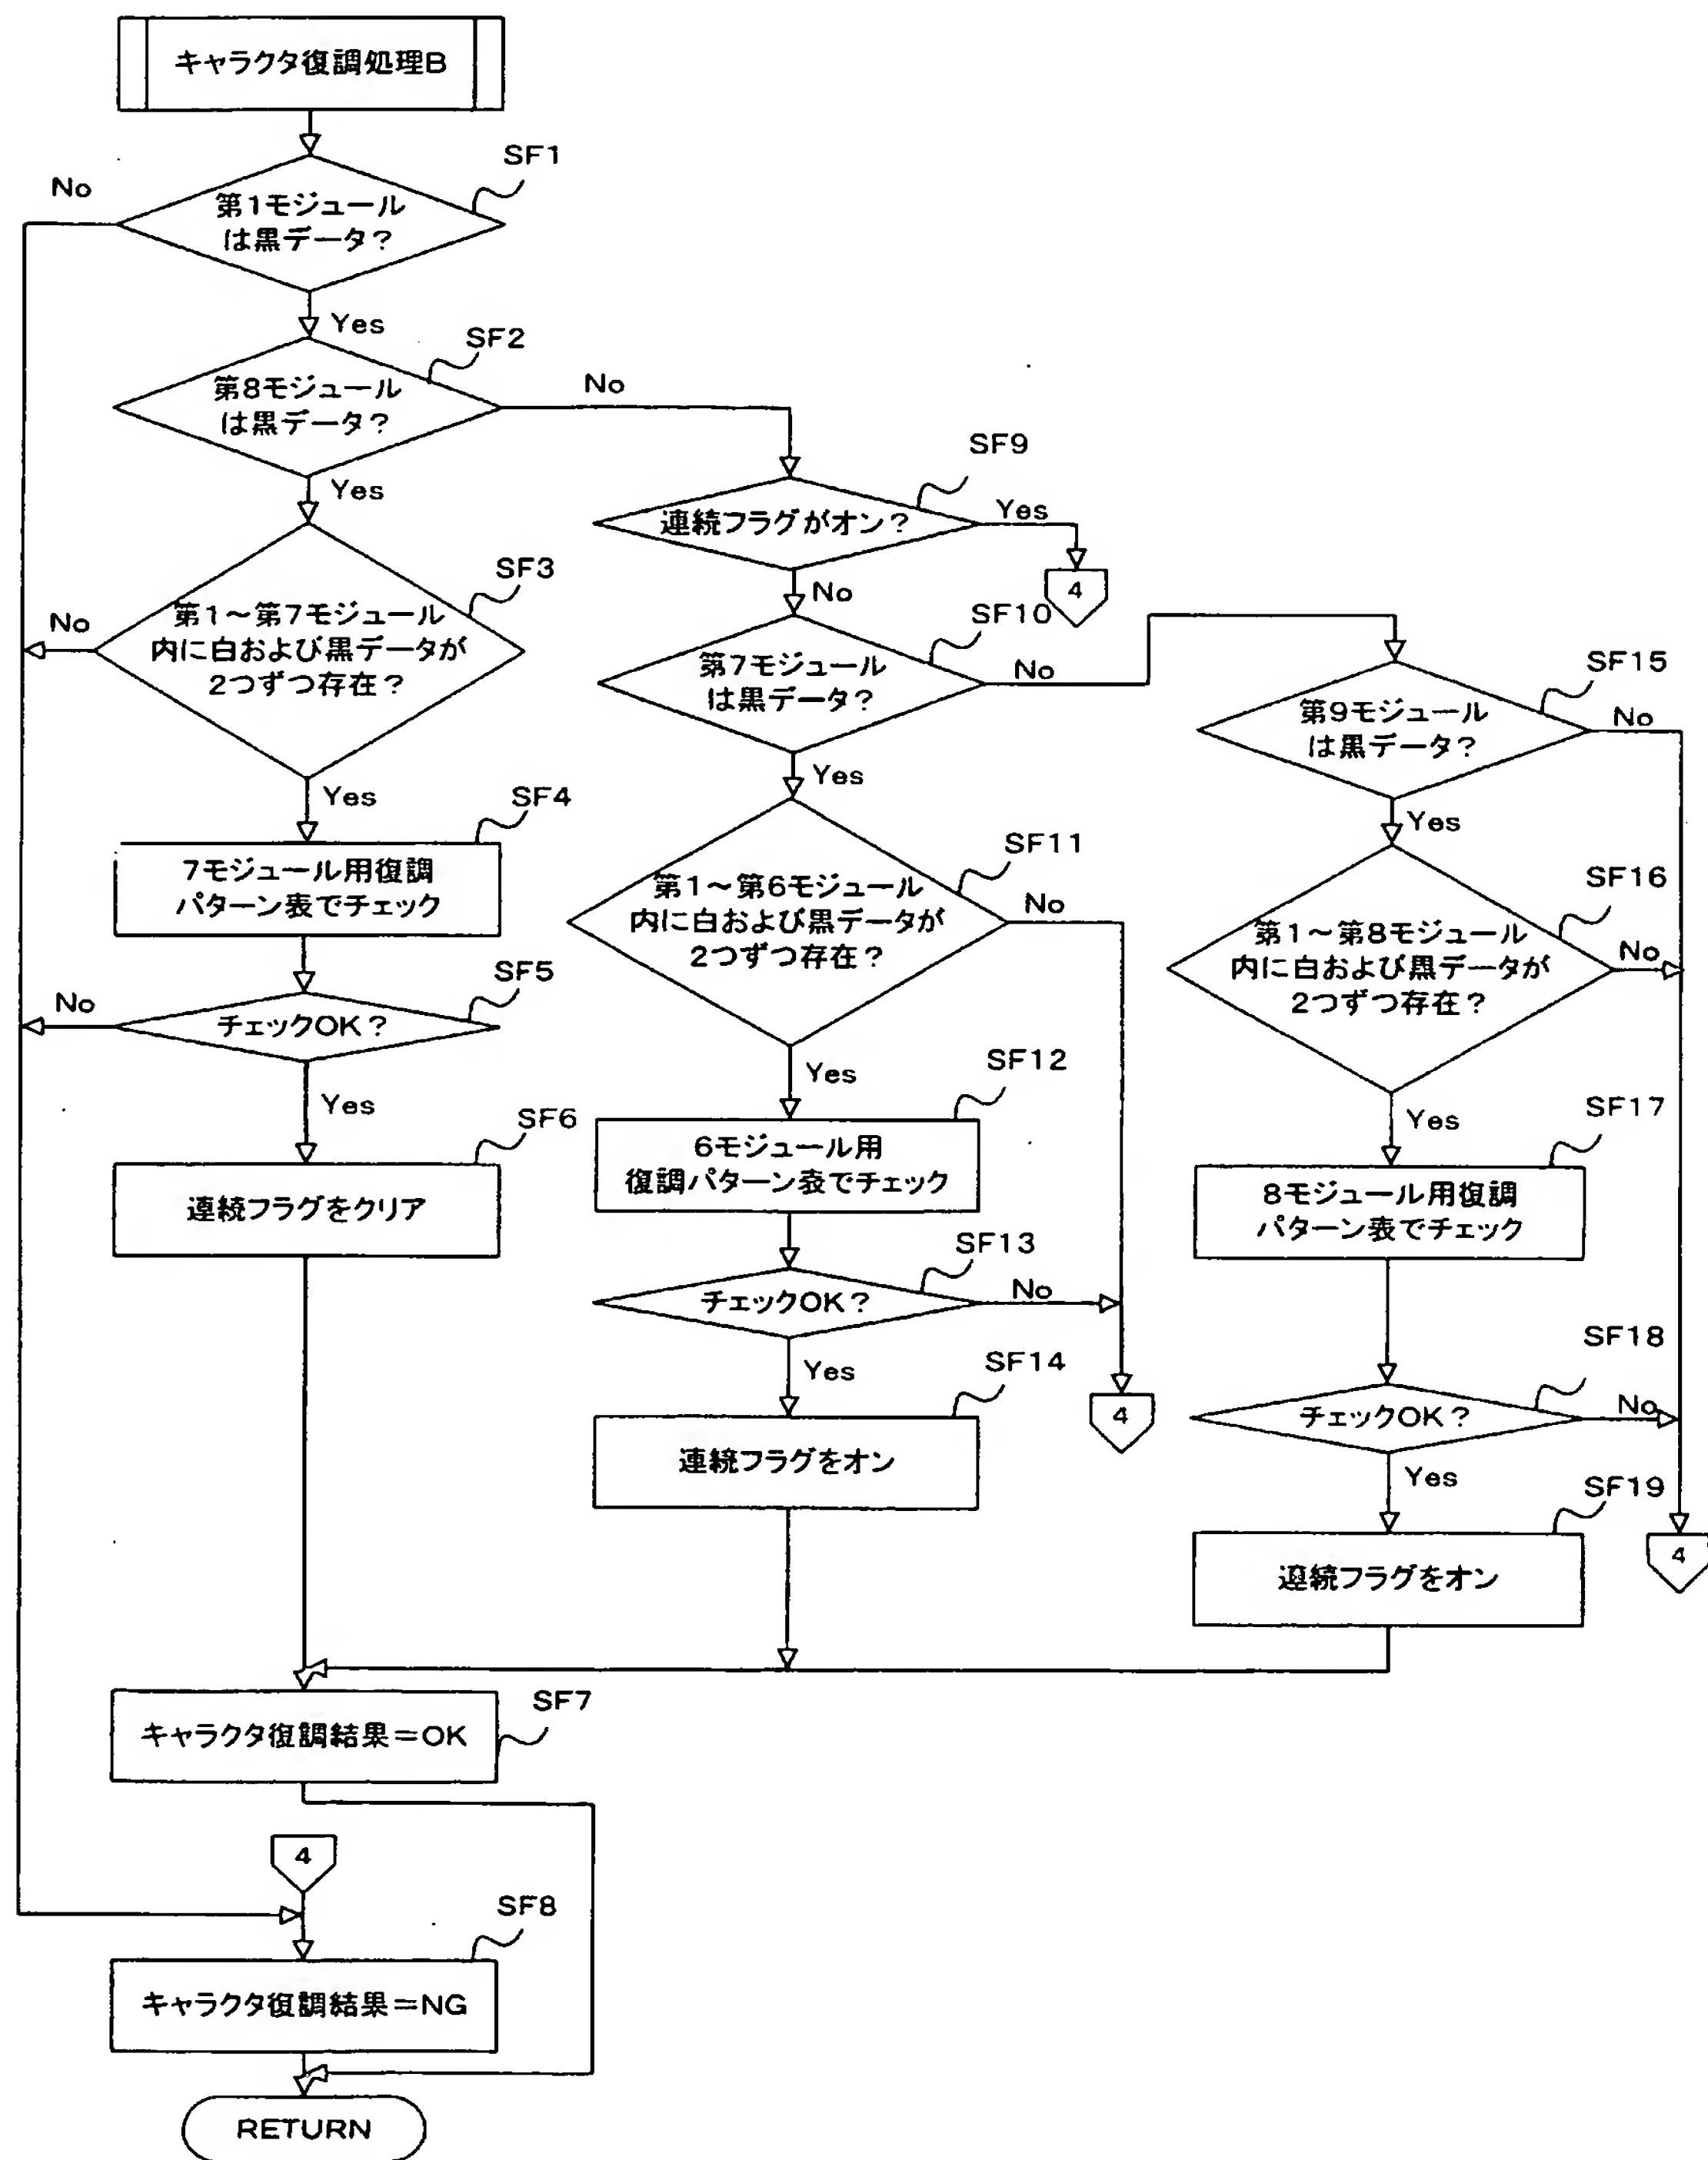 キャラクタ復調処理B
SF1
No
第1モジュール
は黒データ?
Yes
SF2
第8モジュール
は黒データ?
No
Yes
SF9
連続フラグがオン?
Yes
4
No
SF3
第1～第7モジュール
内に白および黒データが
2つずつ存在?
No
Yes
SF10
第7モジュール
は黒データ?
No
Yes
SF15
第9モジュール
は黒データ?
No
Yes
SF4
7モジュール用復調
パターン表でチェック
SF11
第1～第6モジュール
内に白および黒データが
2つずつ存在?
No
Yes
SF16
第1～第8モジュール
内に白および黒データが
2つずつ存在?
No
Yes
SF5
チェックOK?
No
Yes
SF12
6モジュール用
復調パターン表でチェック
SF17
8モジュール用復調
パターン表でチェック
SF6
連続フラグをクリア
SF13
チェックOK?
No
Yes
4
SF18
チェックOK?
No
Yes
4
SF14
連続フラグをオン
SF19
連続フラグをオン
SF7
キャラクタ復調結果=OK
4
SF8
キャラクタ復調結果=NG
RETURN